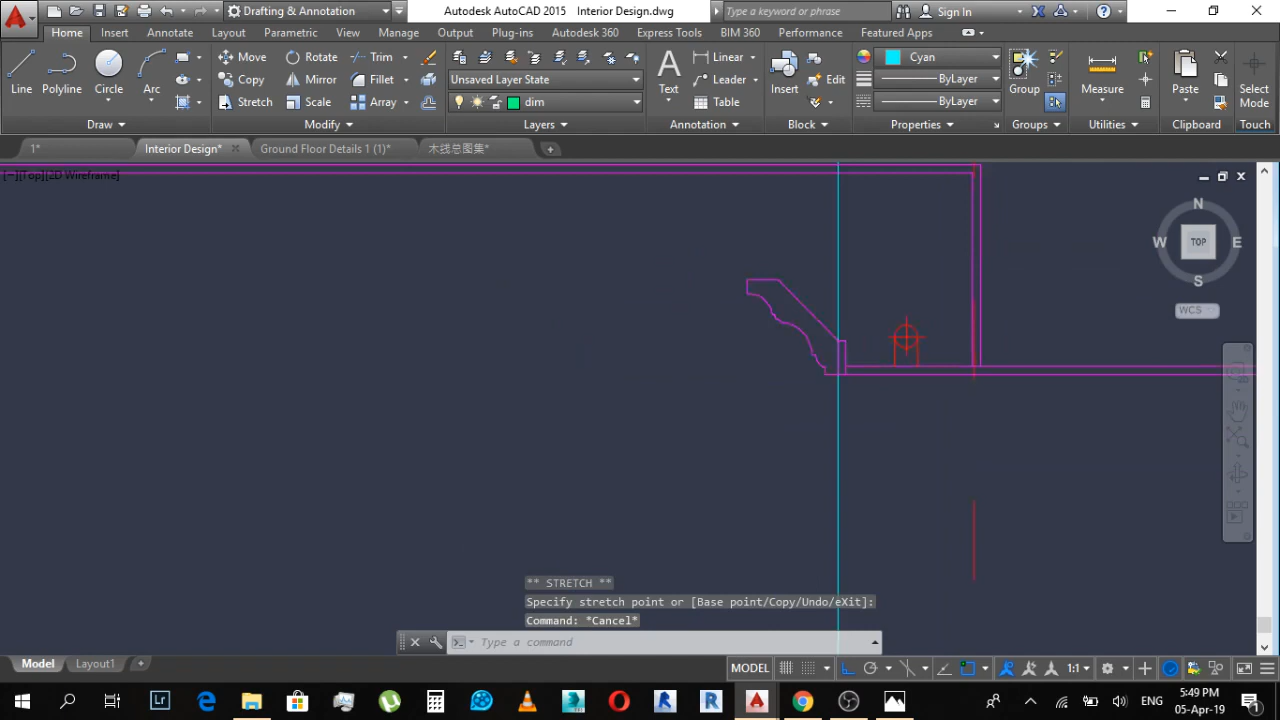 Drafting & Annotation
Autodesk AutoCAD 2015 Interior Design.dwg
Type a keyword or phrase
Sign In
Home Insert Annotate Layout Parametric View Manage Output Plug-ins Autodesk 360 Express Tools BIM 360 Performance Featured Apps
Line
Polyline
Circle
Arc
Draw
Move
Rotate
Trim
Copy
Mirror
Fillet
Stretch
Scale
Array
Modify
Unsaved Layer State
dim
Layers
Text
Linear
Leader
Table
Annotation
Insert
Edit
Block
Cyan
ByLayer
ByLayer
Properties
Group
Groups
Measure
Utilities
Paste
Clipboard
Select
Mode
Touch
1*
Interior Design*
Ground Floor Details 1 (1)*
木线总图集*
[−][Top][2D Wireframe]
N
W
TOP
E
S
WCS
** STRETCH **
Specify stretch point or [Base point/Copy/Undo/eXit]:
Command: *Cancel*
Type a command
Model
Layout1
MODEL
1:1
Lr
ENG
5:49 PM
05-Apr-19
1